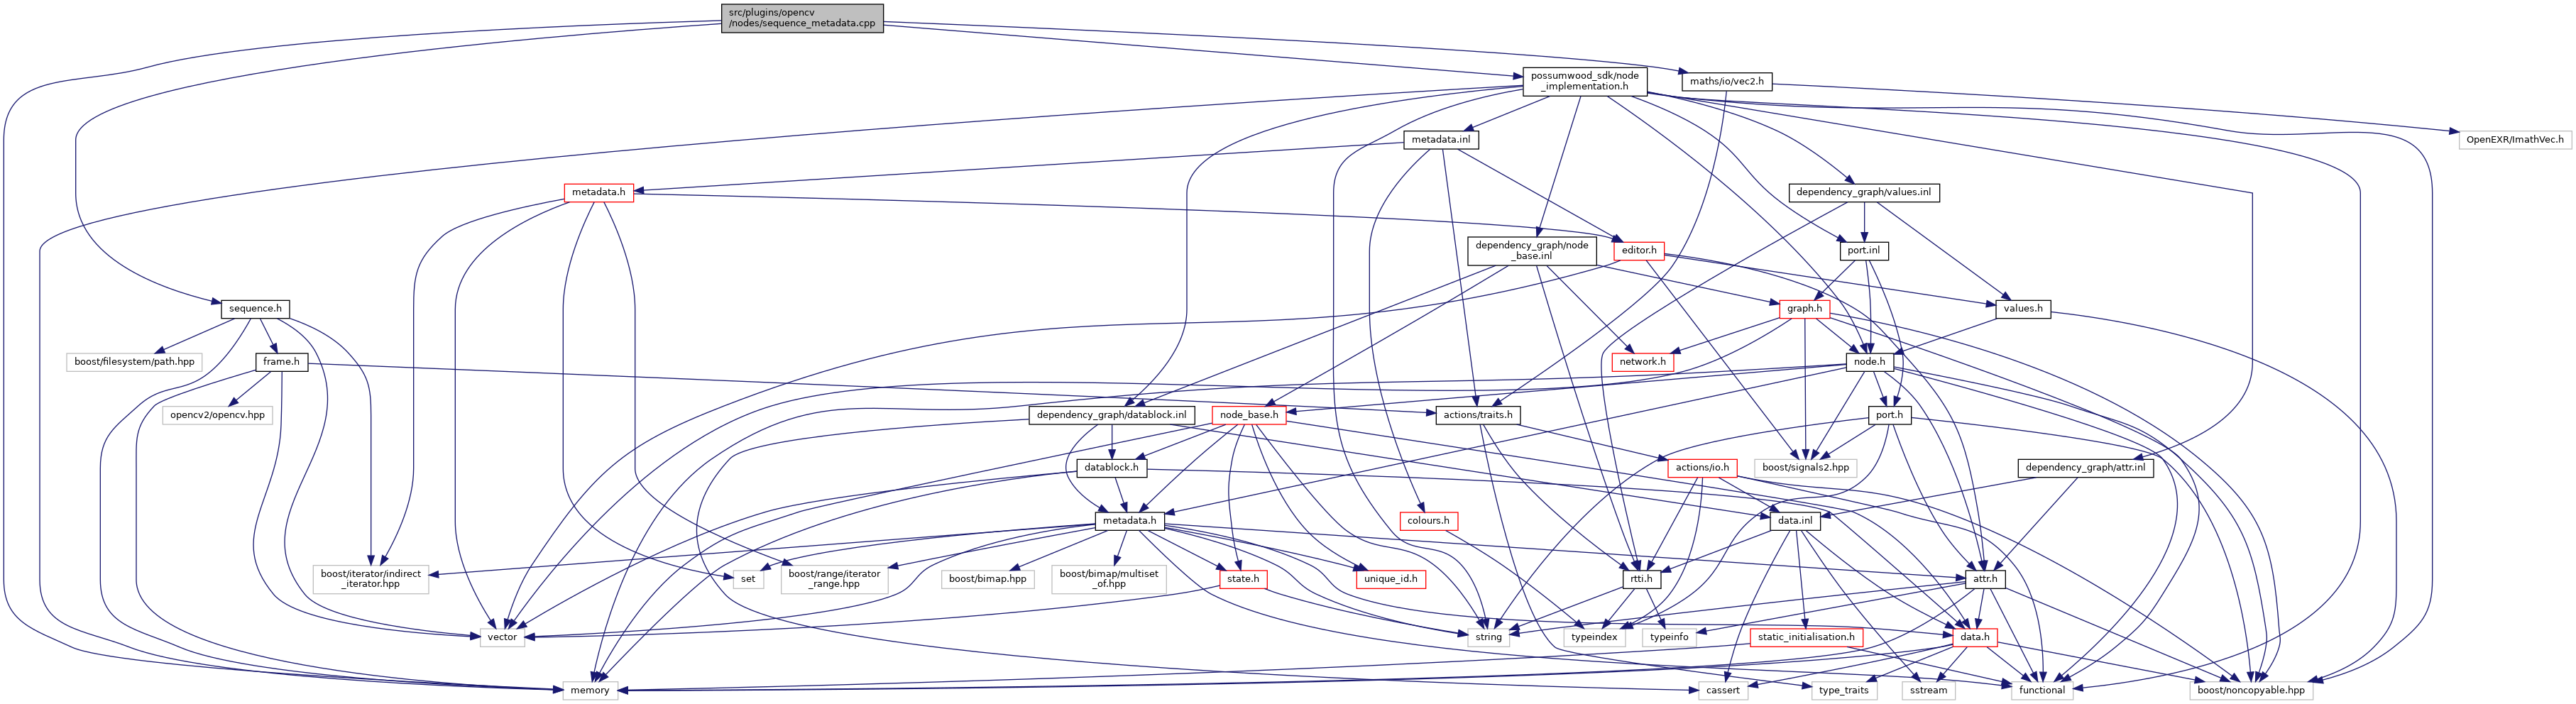 src/plugins/opencv
/nodes/sequence_metadata.cpp
possumwood_sdk/node
_implementation.h
maths/io/vec2.h
metadata.inl
OpenEXR/ImathVec.h
metadata.h
dependency_graph/values.inl
dependency_graph/node
_base.inl
editor.h
port.inl
sequence.h
graph.h
values.h
boost/filesystem/path.hpp
frame.h
network.h
node.h
opencv2/opencv.hpp
dependency_graph/datablock.inl
node_base.h
actions/traits.h
port.h
datablock.h
actions/io.h
boost/signals2.hpp
dependency_graph/attr.inl
metadata.h
colours.h
data.inl
boost/iterator/indirect
_iterator.hpp
set
boost/range/iterator
_range.hpp
boost/bimap.hpp
boost/bimap/multiset
_of.hpp
state.h
unique_id.h
rtti.h
attr.h
vector
string
typeindex
typeinfo
static_initialisation.h
data.h
memory
cassert
type_traits
sstream
functional
boost/noncopyable.hpp